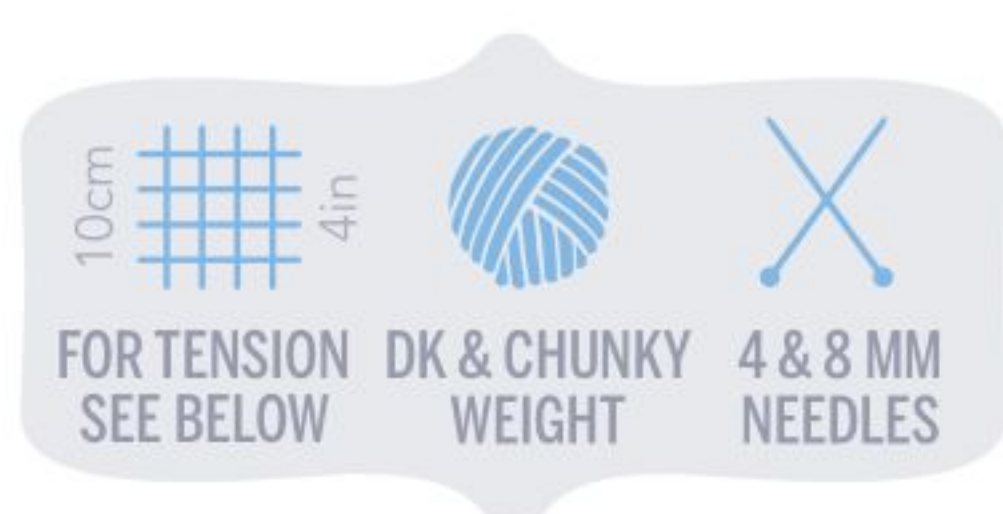 10cm
4in
FOR TENSION
SEE BELOW
DK & CHUNKY
WEIGHT
4 & 8 MM
NEEDLES